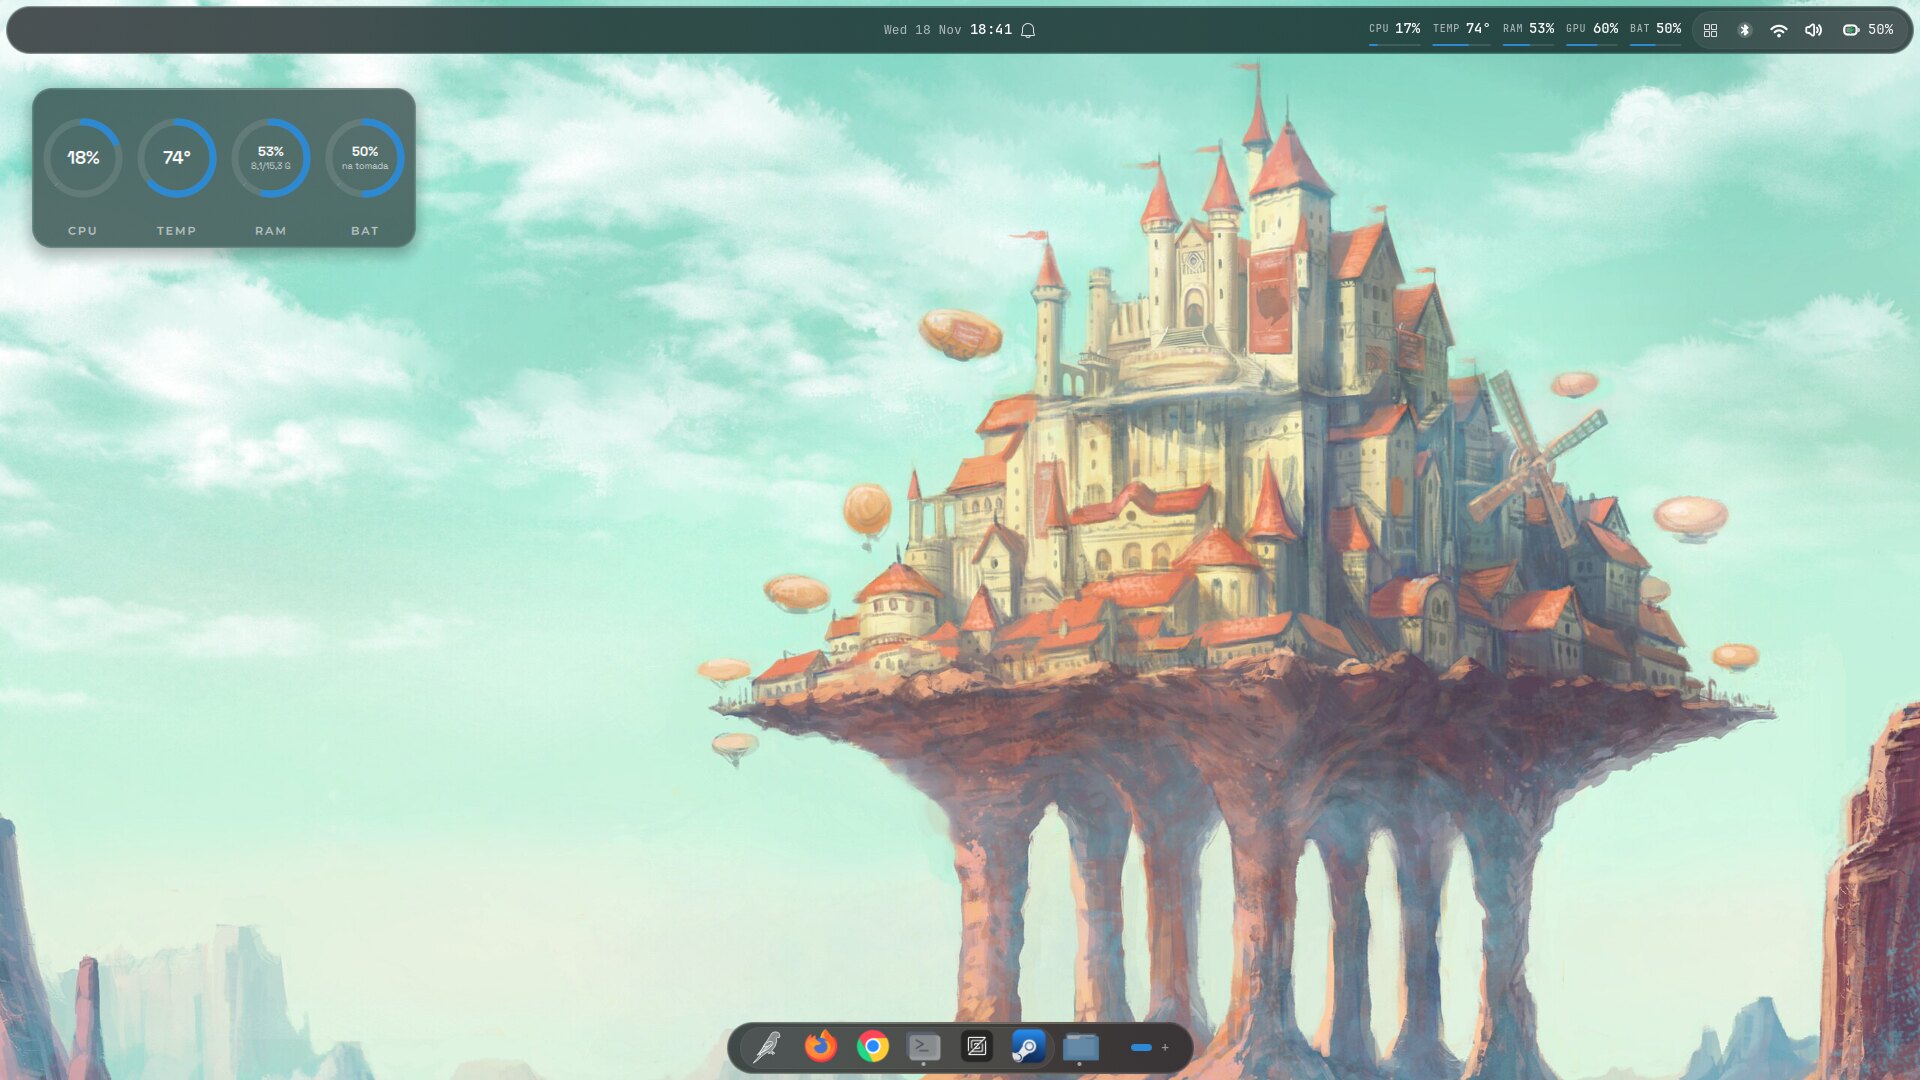 Wed 18 Nov 18:41
CPU 17% TEMP 74° RAM 53% GPU 60% BAT 50% 50%
18% 74° 53% 50%
8,1/15,3 G na tomada
CPU TEMP RAM BAT